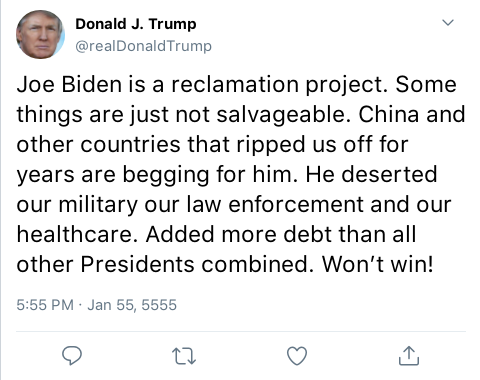 Donald J. Trump
@realDonaldTrump
Joe Biden is a reclamation project. Some
things are just not salvageable. China and
other countries that ripped us off for
years are begging for him. He deserted
our military our law enforcement and our
healthcare. Added more debt than all
other Presidents combined. Won’t win!
5:55 PM · Jan 55, 5555